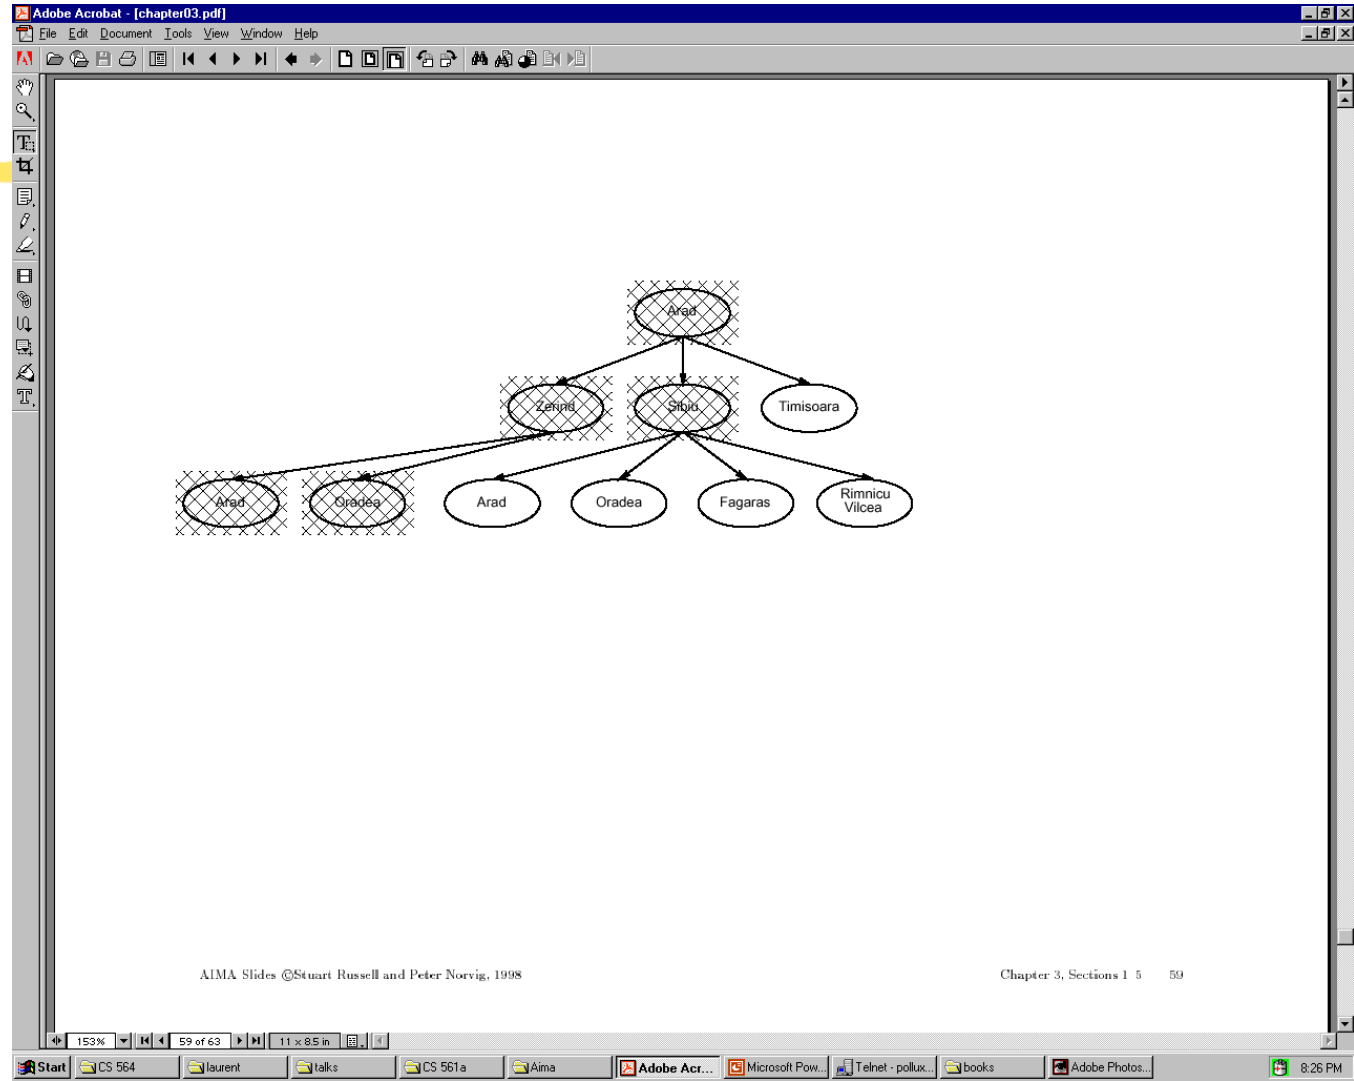 Adobe Acrobat - [chapter03.pdf]
File Edit Document Tools View Window Help
Arad
Zerind Sibiu Timisoara
Arad Oradea Arad Oradea Fagaras Rimnicu Vilcea
AIMA Slides ©Stuart Russell and Peter Norvig, 1998 Chapter 3, Sections 1 5 59
153% 59 of 63 11 x 8.5 in
Start CS 564 laurent talks CS 561a Aima Adobe Acr... Microsoft Pow... Telnet - pollux... books Adobe Photos... 8:26 PM